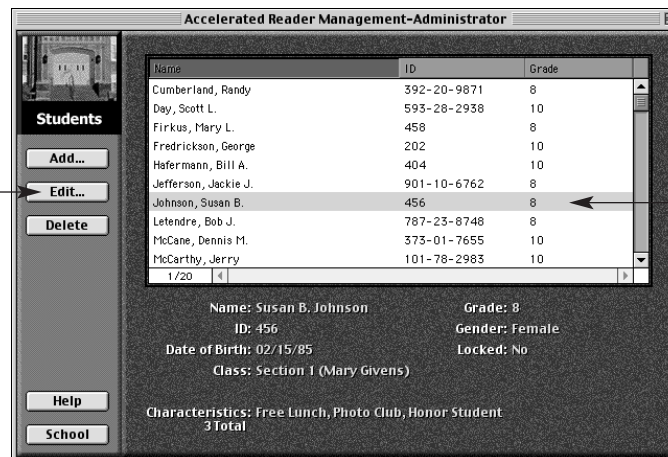 Accelerated Reader Management-Administrator
Students
Add...
Edit...
Delete
Help
School
Name ID Grade
Cumberland, Randy 392-20-9871 8
Day, Scott L. 593-28-2938 10
Firkus, Mary L. 458 8
Fredrickson, George 202 10
Hafermann, Bill A. 404 10
Jefferson, Jackie J. 901-10-6762 8
Johnson, Susan B. 456 8
Letendre, Bob J. 787-23-8748 8
McCane, Dennis M. 373-01-7655 10
McCarthy, Jerry 101-78-2983 10
1/20
Name: Susan B. Johnson Grade: 8
ID: 456 Gender: Female
Date of Birth: 02/15/85 Locked: No
Class: Section 1 (Mary Givens)
Characteristics: Free Lunch, Photo Club, Honor Student
3 Total